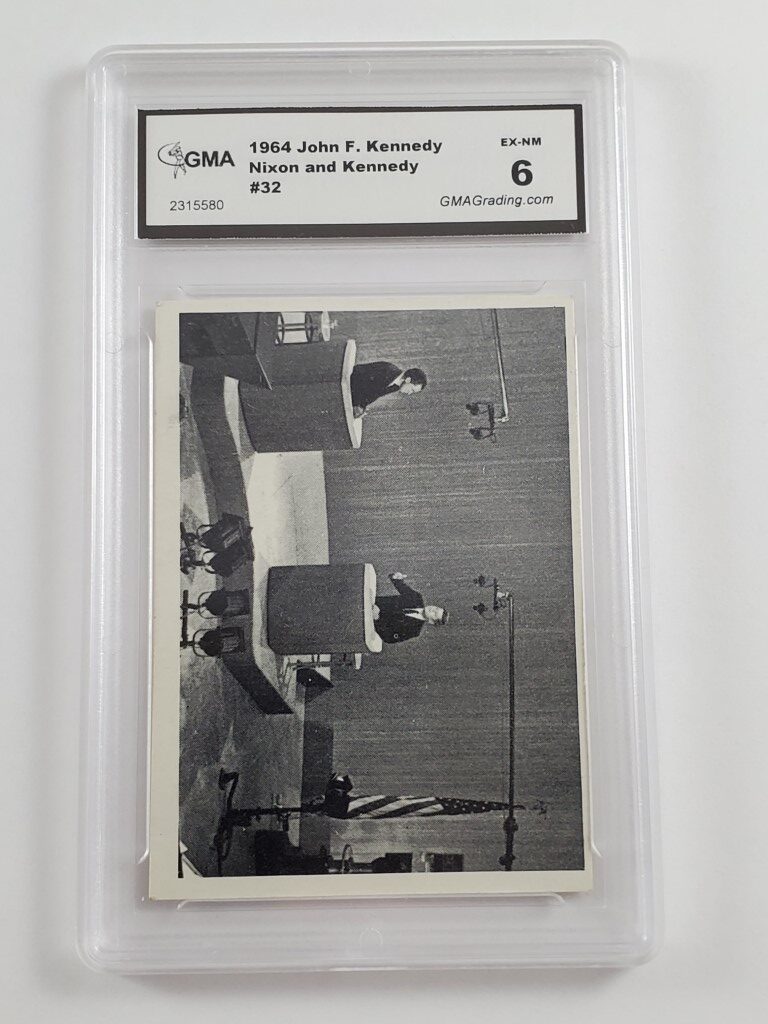 GMA
1964 John F. Kennedy
Nixon and Kennedy
#32
2315580
EX-NM
6
GMAGrading.com